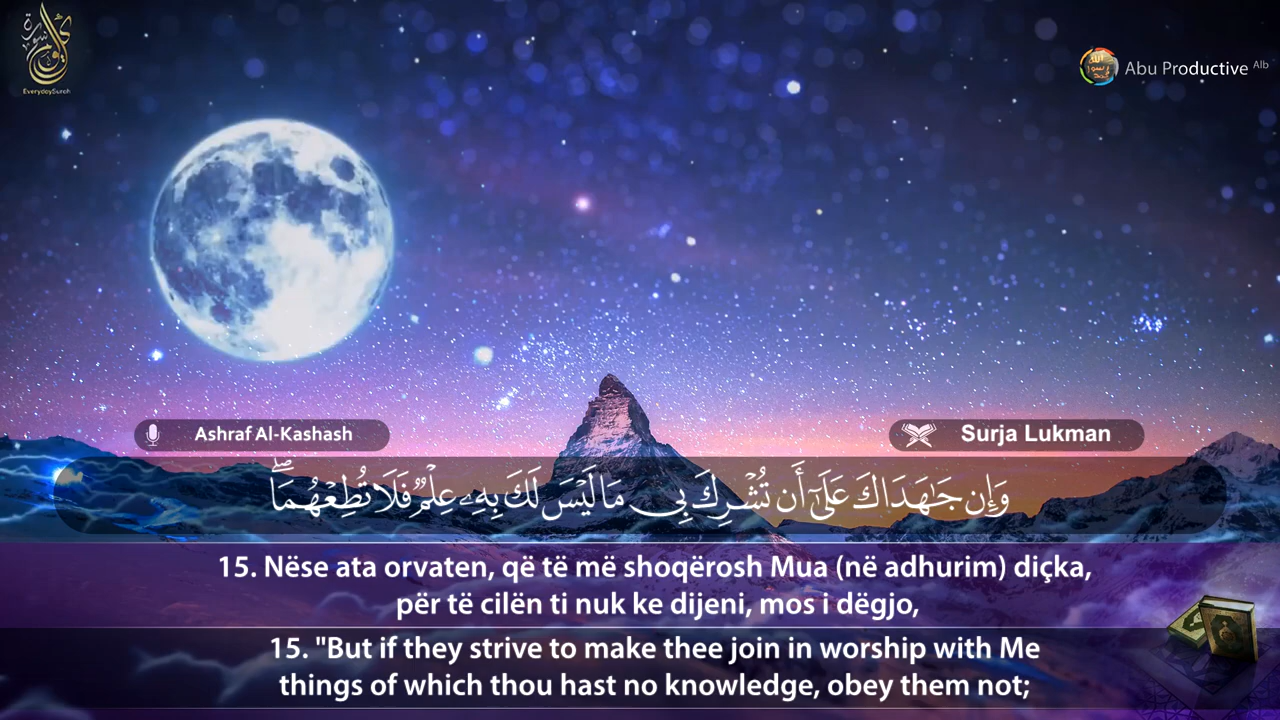 EverydaySurah
Abu Productive Alb
Ashraf Al-Kashash
Surja Lukman
وَإِن جَٰهَدَاكَ عَلَىٰٓ أَن تُشْرِكَ بِى مَا لَيْسَ لَكَ بِهِۦ عِلْمٌ فَلَا تُطِعْهُمَا ۖ
15. Nëse ata orvaten, që të më shoqërosh Mua (në adhurim) diçka,
për të cilën ti nuk ke dijeni, mos i dëgjo,
15. "But if they strive to make thee join in worship with Me
things of which thou hast no knowledge, obey them not;